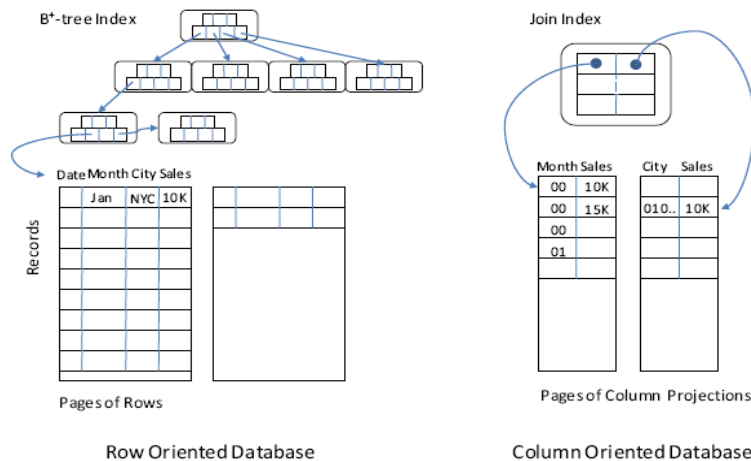 B⁺-tree Index
Join Index
Date Month City Sales
Jan NYC 10K
Records
Pages of Rows
Row Oriented Database
Month Sales
00 10K
00 15K
00
01
City Sales
010.. 10K
Pages of Column Projections
Column Oriented Database